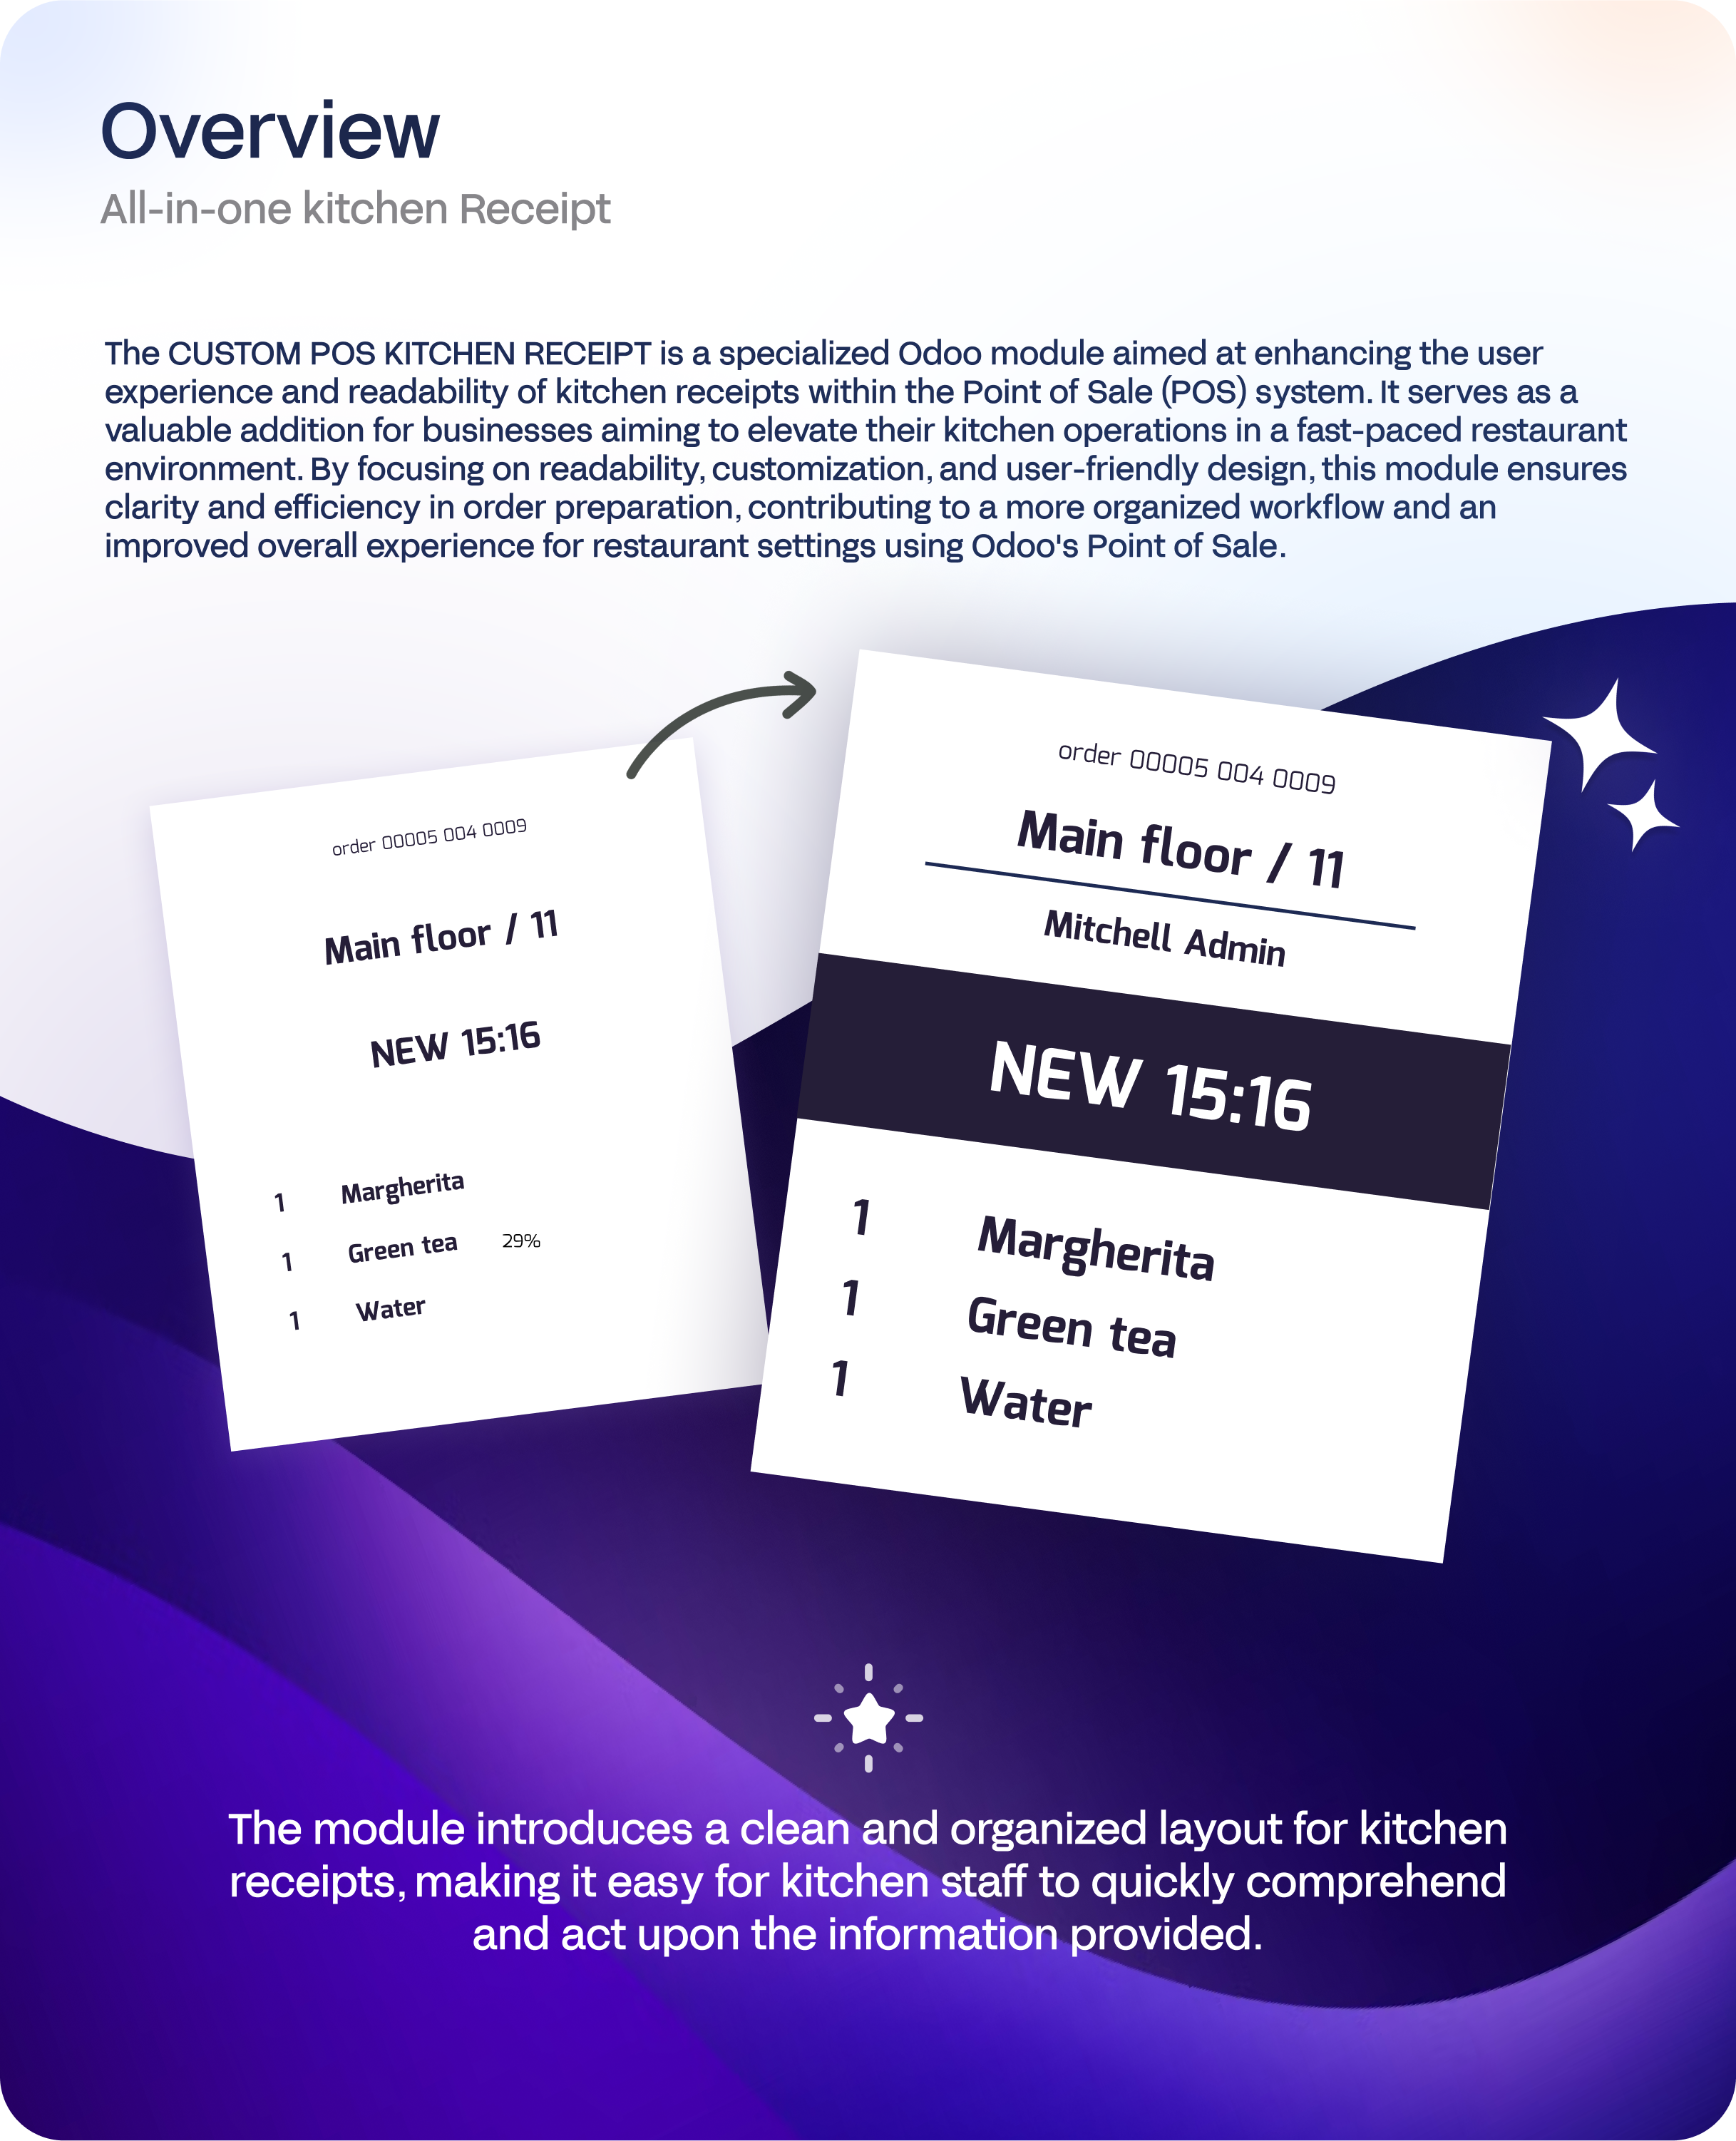 Overview
All-in-one kitchen Receipt
The CUSTOM POS KITCHEN RECEIPT is a specialized Odoo module aimed at enhancing the user
experience and readability of kitchen receipts within the Point of Sale (POS) system. It serves as a
valuable addition for businesses aiming to elevate their kitchen operations in a fast-paced restaurant
environment. By focusing on readability, customization, and user-friendly design, this module ensures
clarity and efficiency in order preparation, contributing to a more organized workflow and an
improved overall experience for restaurant settings using Odoo's Point of Sale.
order 00005 004 0009
Main floor / 11
NEW 15:16
1 Margherita
1 Green tea 29%
1 Water
order 00005 004 0009
Main floor / 11
Mitchell Admin
NEW 15:16
1 Margherita
1 Green tea
1 Water
The module introduces a clean and organized layout for kitchen
receipts, making it easy for kitchen staff to quickly comprehend
and act upon the information provided.